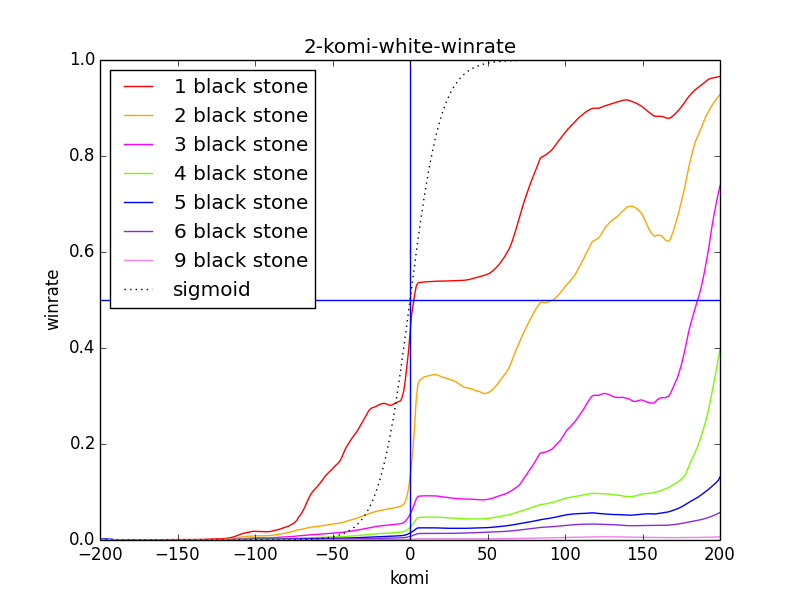 2-komi-white-winrate
1.0
0.8
0.6
0.4
0.2
0.0
winrate
1 black stone
2 black stone
3 black stone
4 black stone
5 black stone
6 black stone
9 black stone
sigmoid
−200 −150 −100 −50 0 50 100 150 200
komi